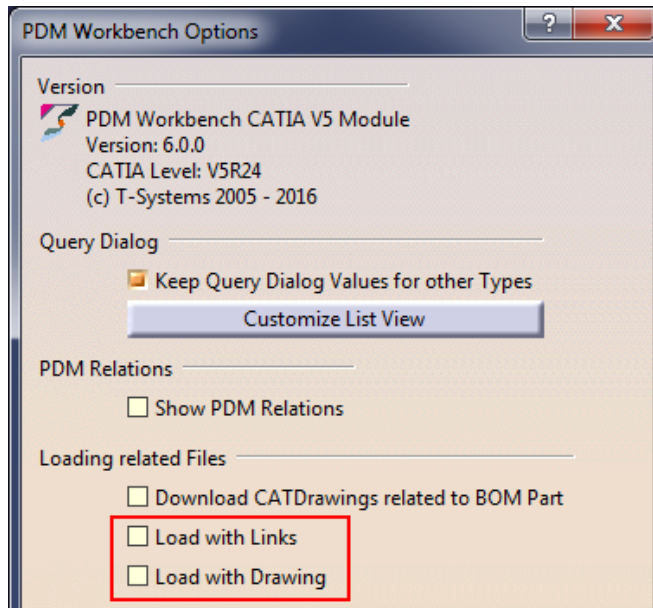 PDM Workbench Options
?
X
Version
PDM Workbench CATIA V5 Module
Version: 6.0.0
CATIA Level: V5R24
(c) T-Systems 2005 - 2016
Query Dialog
Keep Query Dialog Values for other Types
Customize List View
PDM Relations
Show PDM Relations
Loading related Files
Download CATDrawings related to BOM Part
Load with Links
Load with Drawing